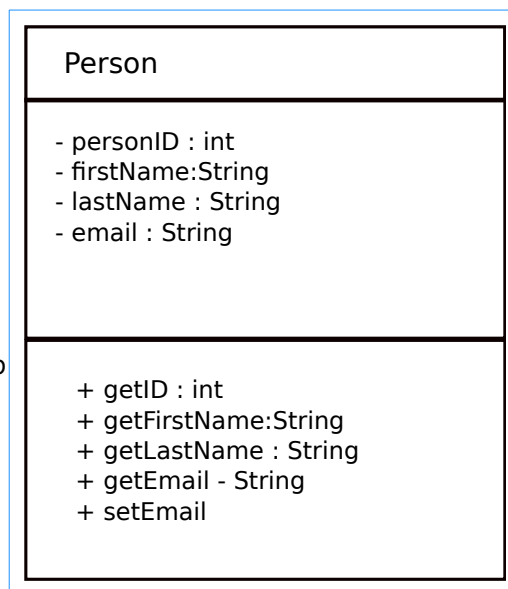 Person
- personID : int
- firstName:String
- lastName : String
- email : String
+ getID : int
+ getFirstName:String
+ getLastName : String
+ getEmail - String
+ setEmail